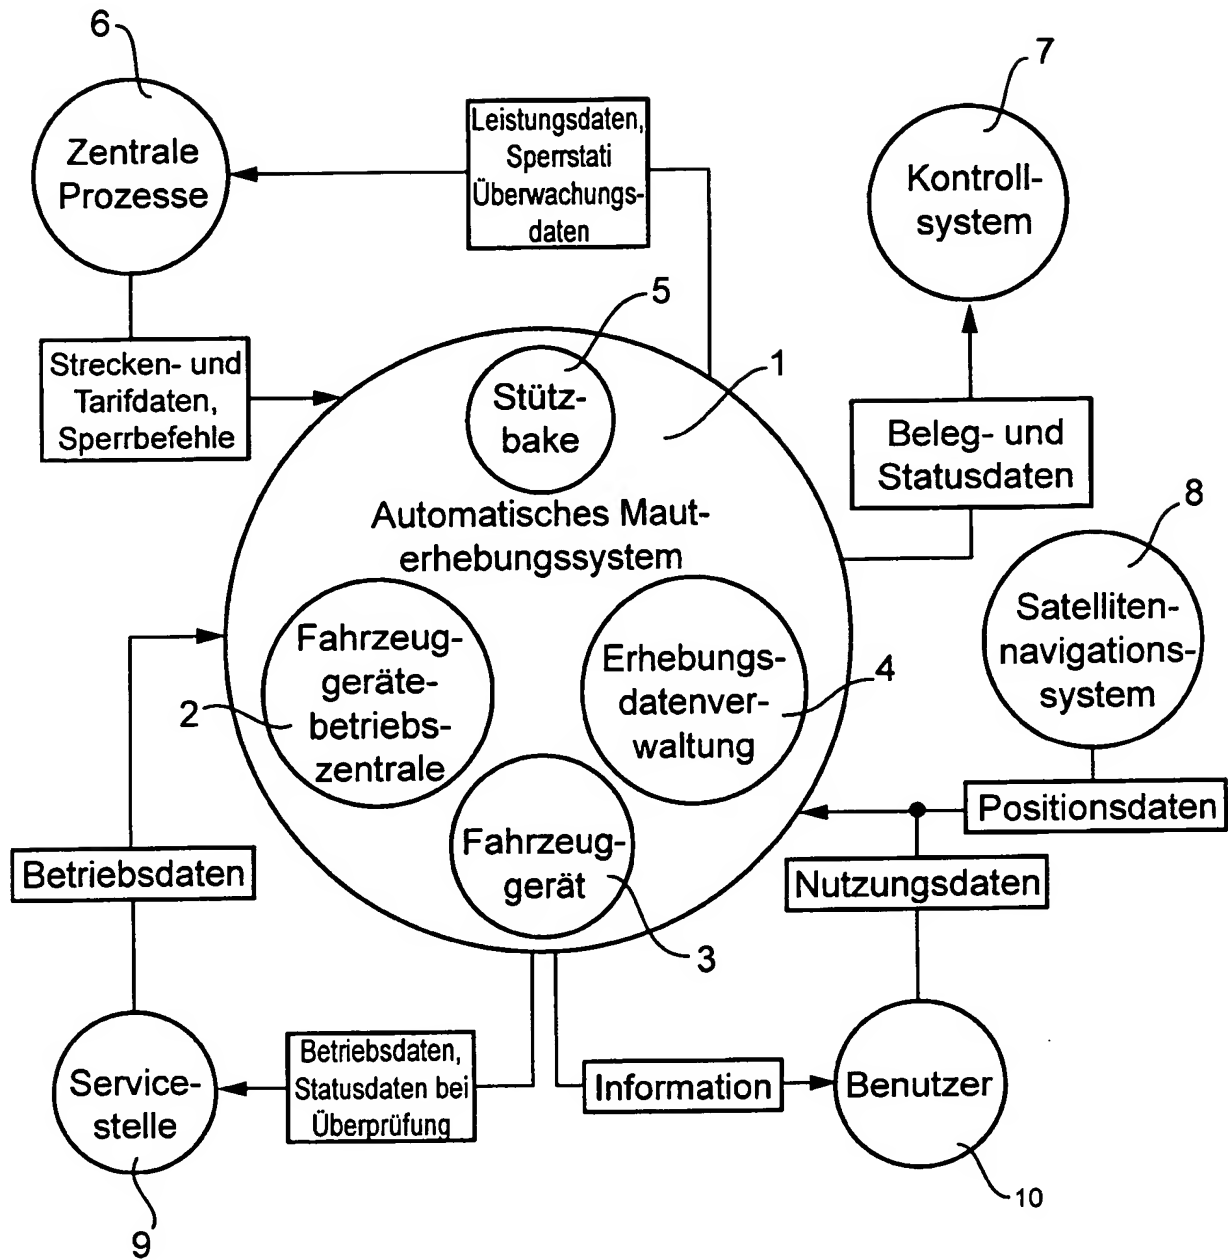 6
Zentrale
Prozesse
Leistungsdaten,
Sperrstati
Überwachungs-
daten
7
Kontroll-
system
Strecken- und
Tarifdaten,
Sperrbefehle
5
Stütz-
bake
1
Beleg- und
Statusdaten
Automatisches Maut-
erhebungssystem
8
Satelliten-
navigations-
system
2
Fahrzeug-
geräte-
betriebs-
zentrale
Erhebungs-
datenver-
waltung
4
Positionsdaten
Fahrzeug-
gerät
3
Betriebsdaten
Nutzungsdaten
Service-
stelle
9
Betriebsdaten,
Statusdaten bei
Überprüfung
Information
Benutzer
10